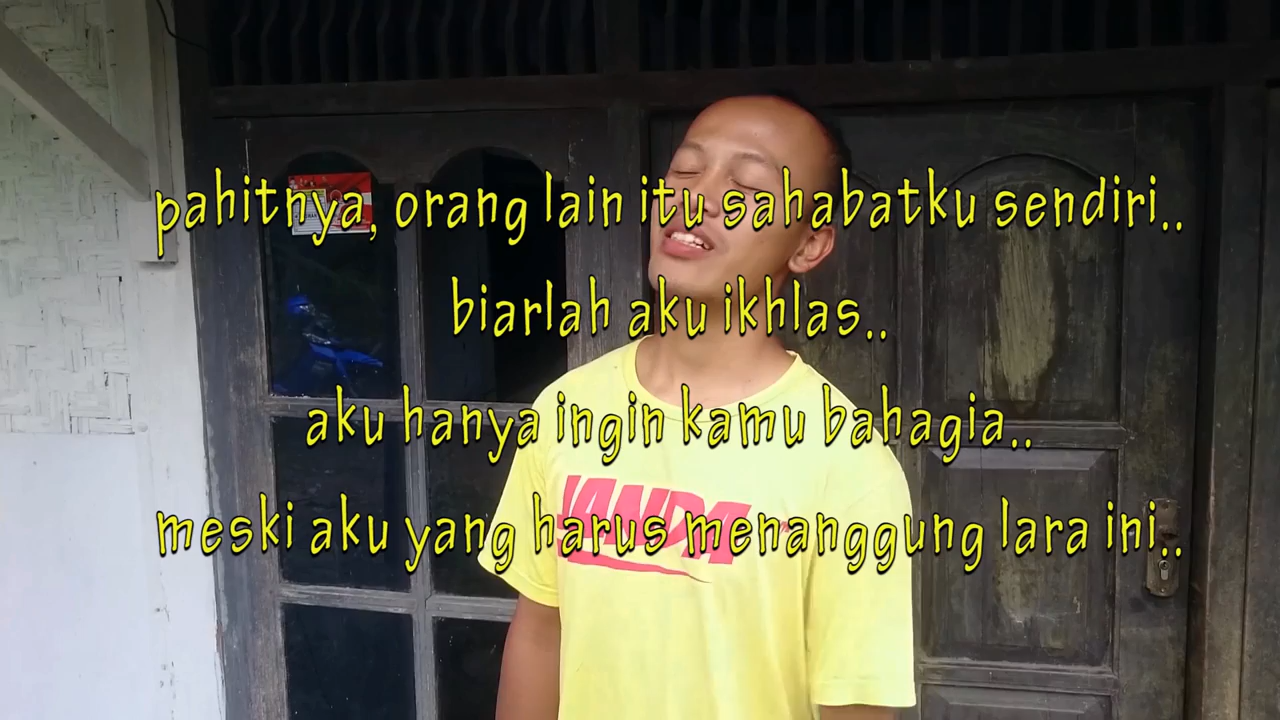 pahitnya, orang lain itu sahabatku sendiri..
biarlah aku ikhlas..
aku hanya ingin kamu bahagia..
meski aku yang harus menanggung lara ini..
JANDA